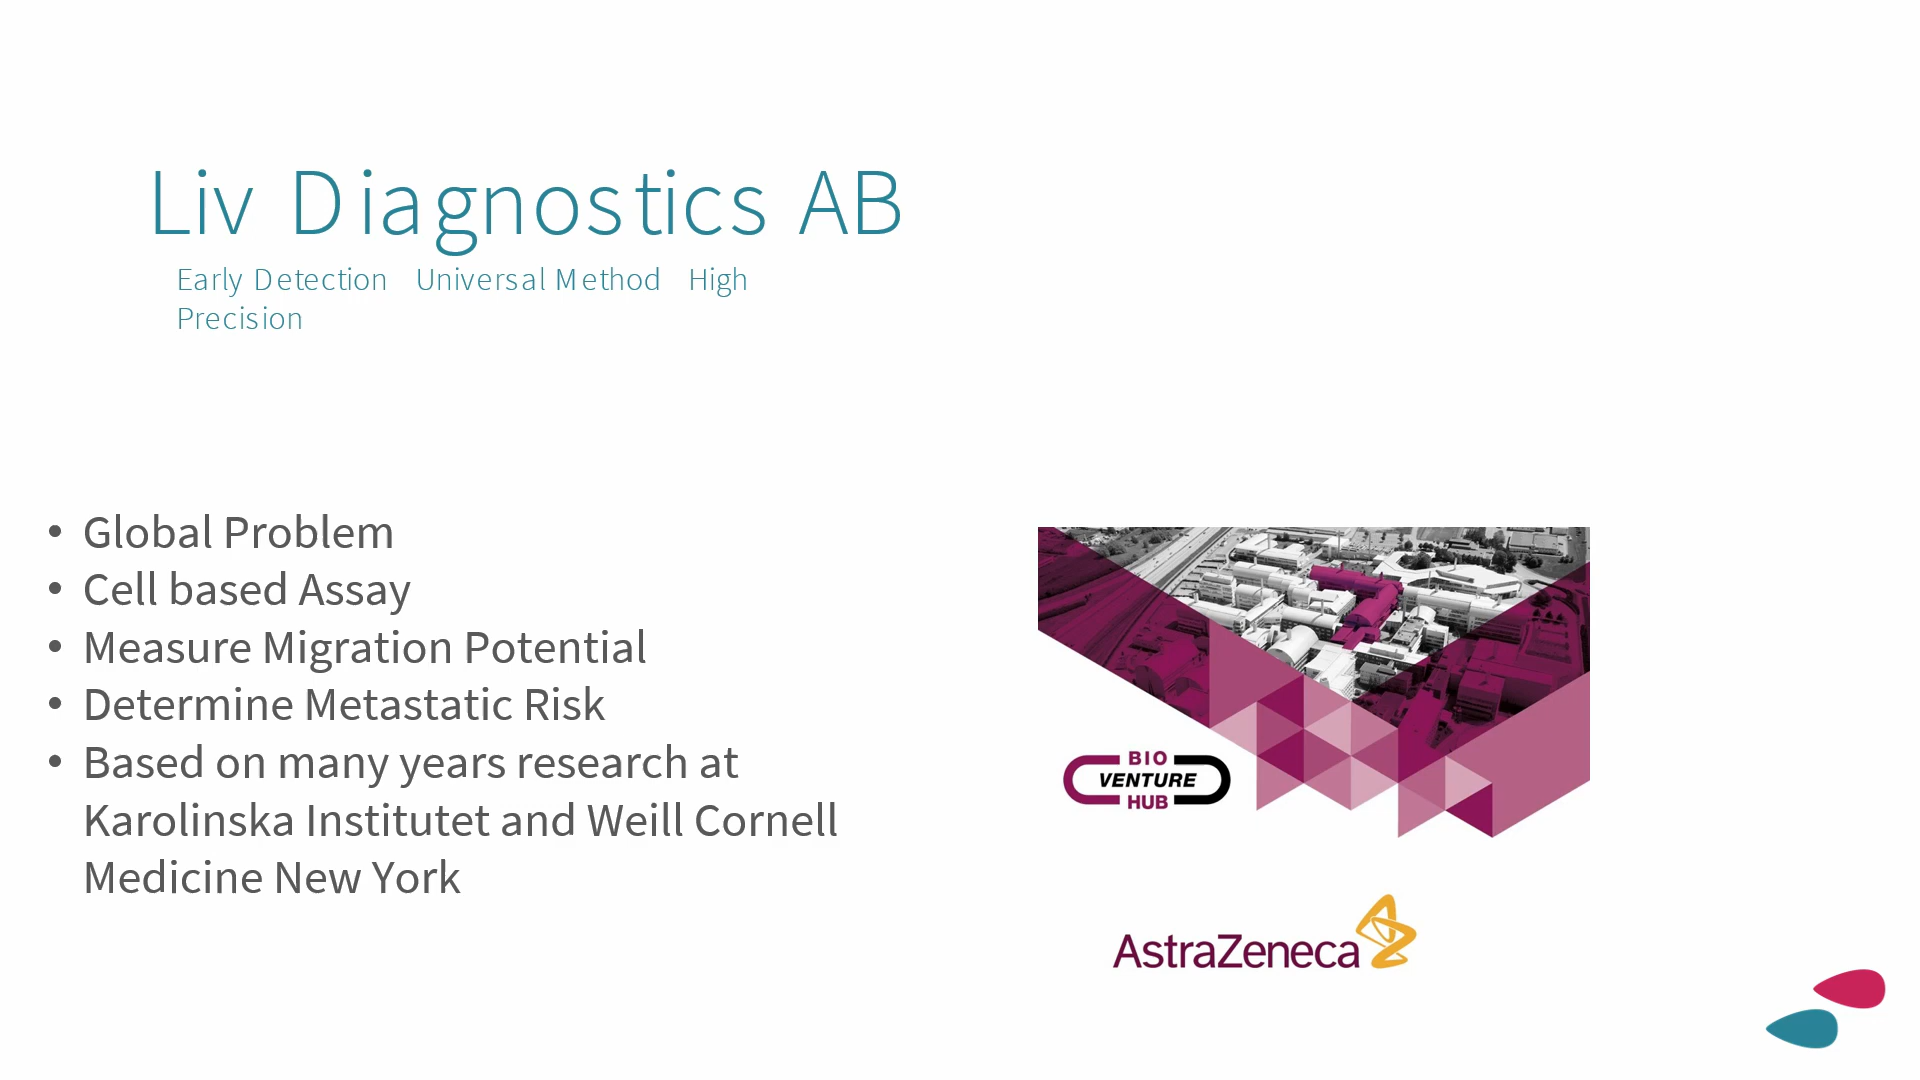 Liv Diagnostics AB
Early Detection Universal Method High
Precision
• Global Problem
• Cell based Assay
• Measure Migration Potential
• Determine Metastatic Risk
• Based on many years research at
Karolinska Institutet and Weill Cornell
Medicine New York
BIO
VENTURE
HUB
AstraZeneca